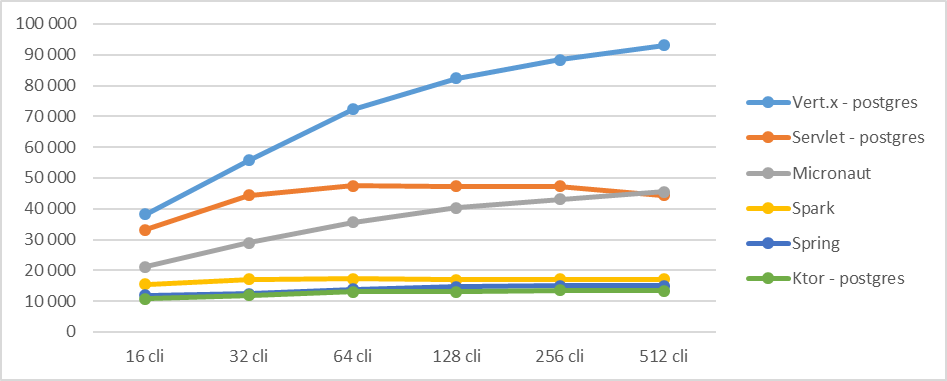 100 000
90 000
80 000
70 000
60 000
50 000
40 000
30 000
20 000
10 000
0
16 cli 32 cli 64 cli 128 cli 256 cli 512 cli
Vert.x - postgres
Servlet - postgres
Micronaut
Spark
Spring
Ktor - postgres